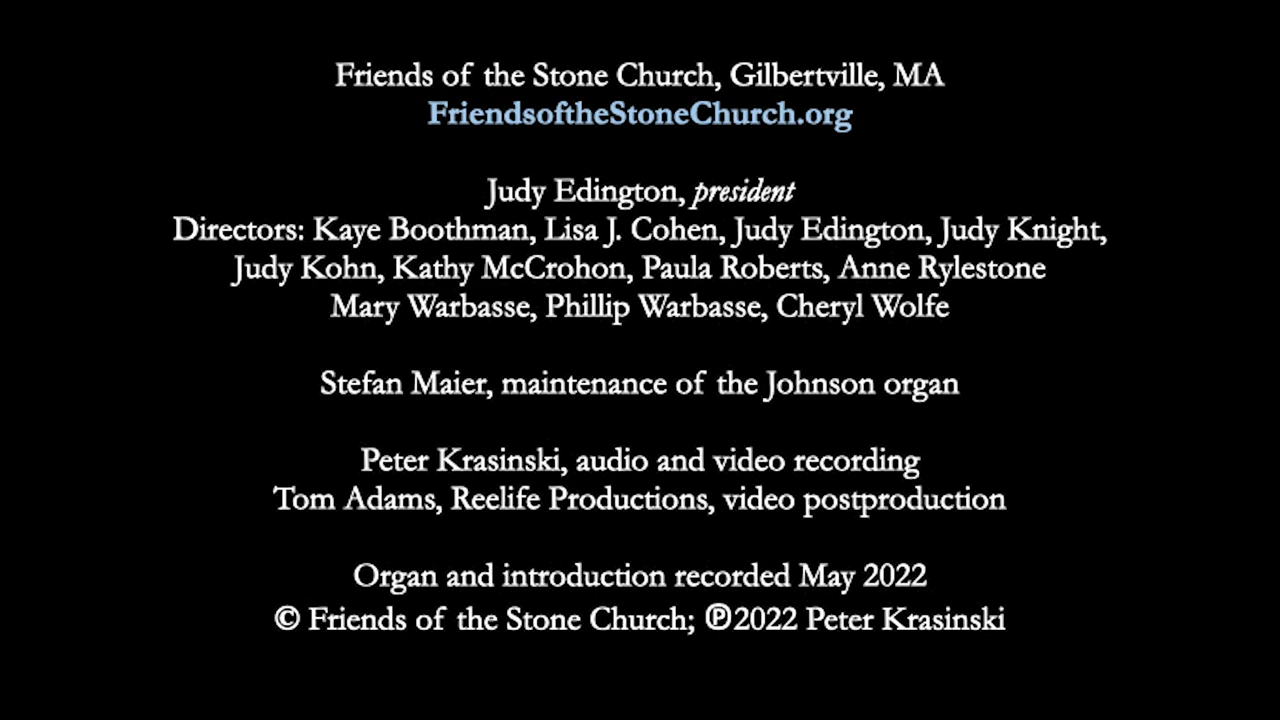 Friends of the Stone Church, Gilbertville, MA
FriendsoftheStoneChurch.org
Judy Edington, president
Directors: Kaye Boothman, Lisa J. Cohen, Judy Edington, Judy Knight,
Judy Kohn, Kathy McCrohon, Paula Roberts, Anne Rylestone
Mary Warbasse, Phillip Warbasse, Cheryl Wolfe
Stefan Maier, maintenance of the Johnson organ
Peter Krasinski, audio and video recording
Tom Adams, Reelife Productions, video postproduction
Organ and introduction recorded May 2022
© Friends of the Stone Church; ℗2022 Peter Krasinski